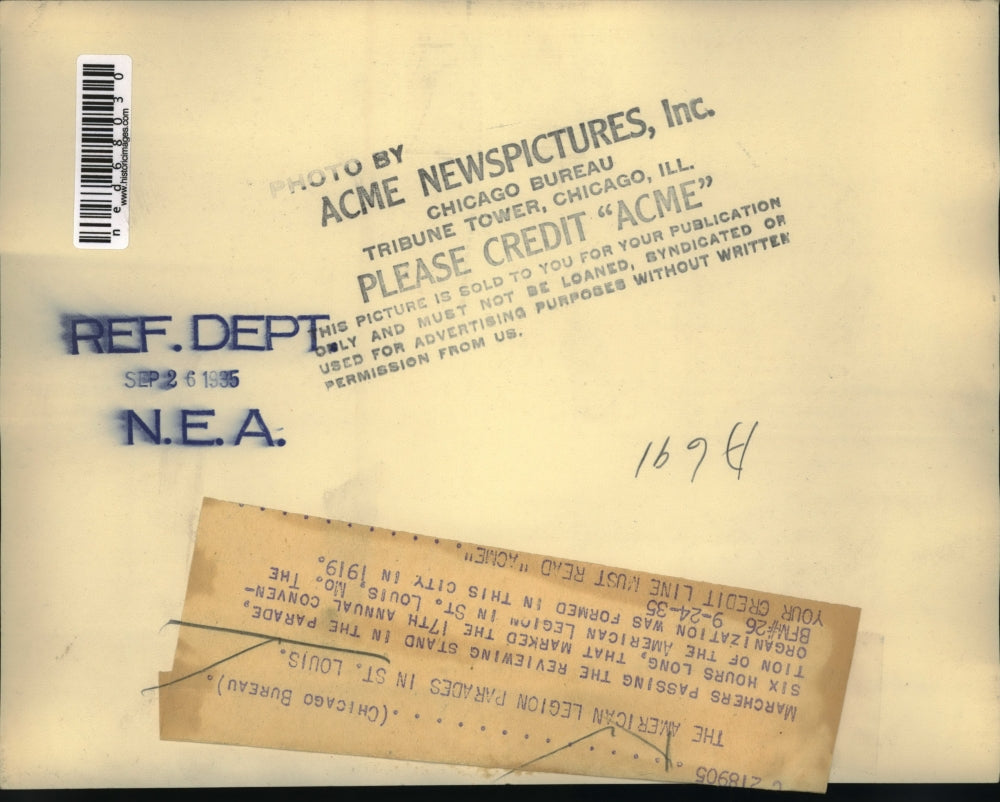 nea068030
www.historicimages.com
PHOTO BY
ACME NEWSPICTURES, Inc.
CHICAGO BUREAU
TRIBUNE TOWER, CHICAGO, ILL.
PLEASE CREDIT "ACME"
THIS PICTURE IS SOLD TO YOU FOR YOUR PUBLICATION
ONLY AND MUST NOT BE LOANED, SYNDICATED OR
USED FOR ADVERTISING PURPOSES WITHOUT WRITTEN
PERMISSION FROM US.
REF. DEPT.
SEP 26 1935
N.E.A.
C 218905 . . . . . . . . . . . (CHICAGO BUREAU).
THE AMERICAN LEGION PARADES IN ST. LOUIS.
MARCHERS PASSING THE REVIEWING STAND IN THE PARADE,
SIX HOURS LONG, THAT MARKED THE 17TH ANNUAL CONVEN-
TION OF THE AMERICAN LEGION IN ST. LOUIS, MO. THE
ORGANIZATION WAS FORMED IN THIS CITY IN 1919.
BFM#26 9-24-35
YOUR CREDIT LINE MUST READ "ACME"